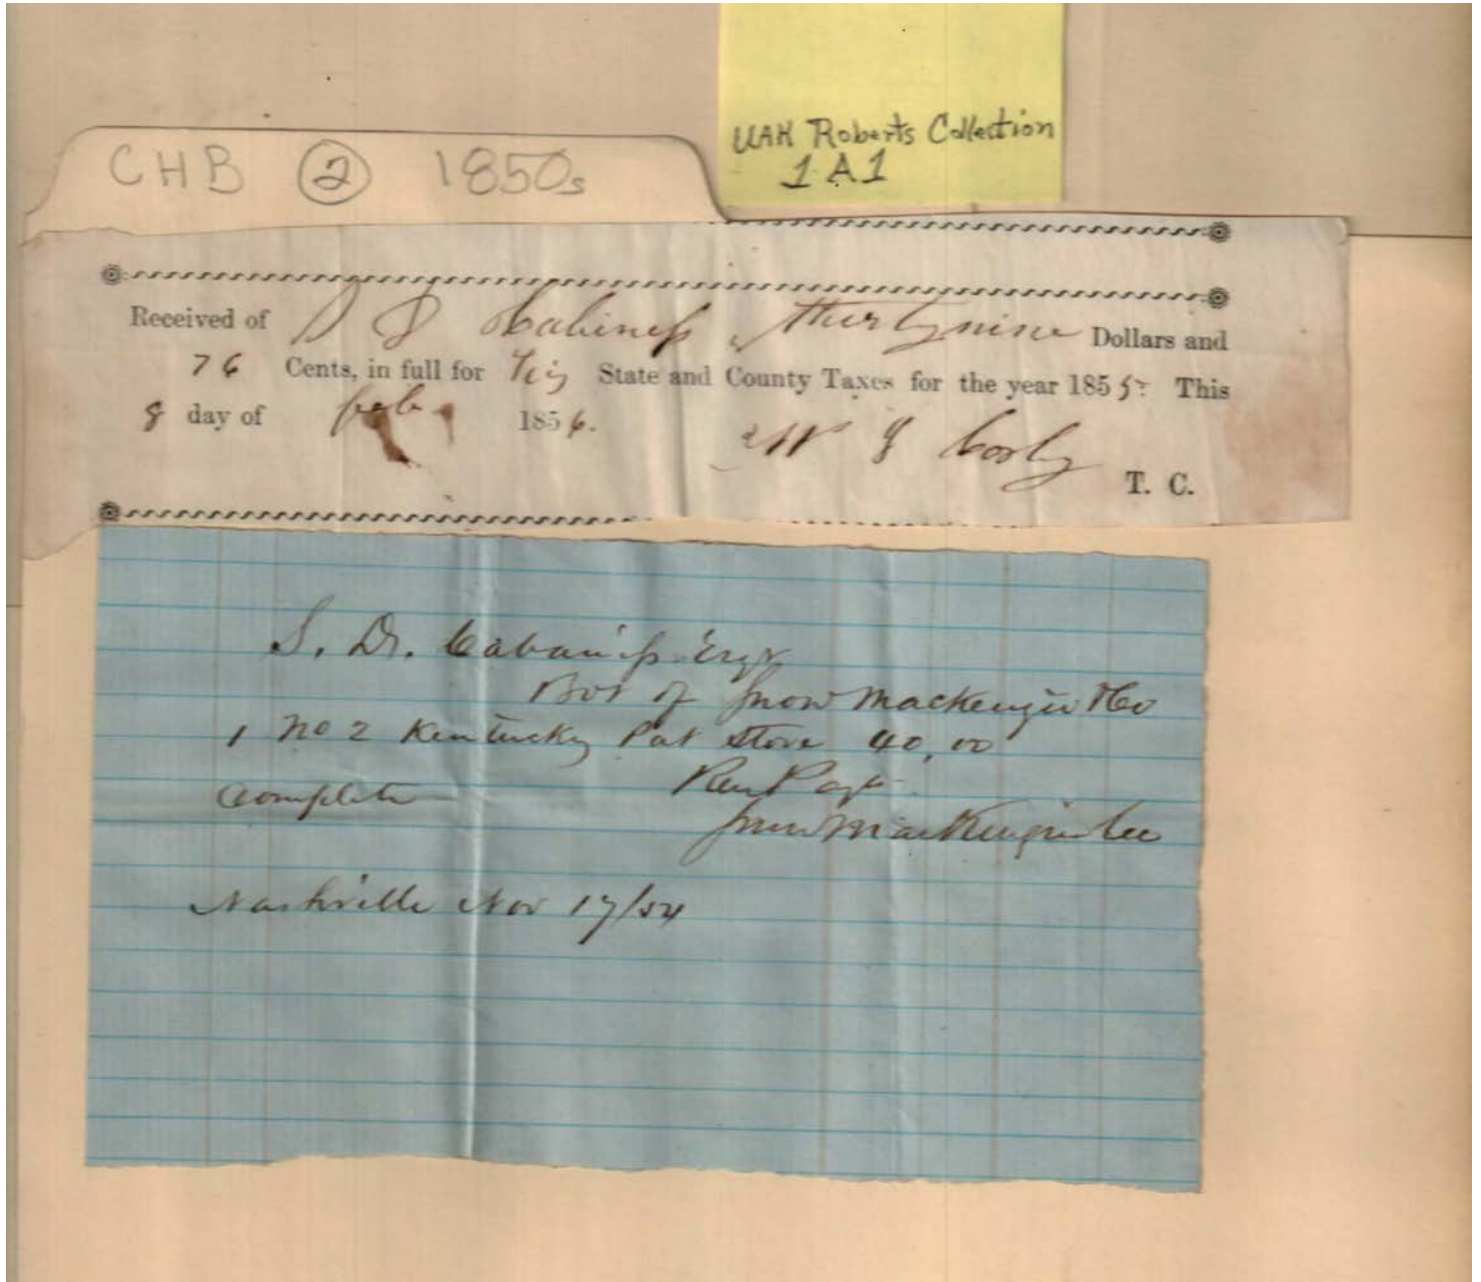 UAH Roberts Collection
1A1
CHB 2 1850s
Received of S D Cabiness thirty nine Dollars and
76 Cents, in full for his State and County Taxes for the year 1855. This
8 day of feby 1856.
T. C.
S. D. Cabaniss Esqr
Bot of Snow MacKenzie & Co
1 No 2 Kentucky Pat Stove 40,00
Complete Rec Payt
Snow MacKenzie & Co
Nashville Nov 17/54